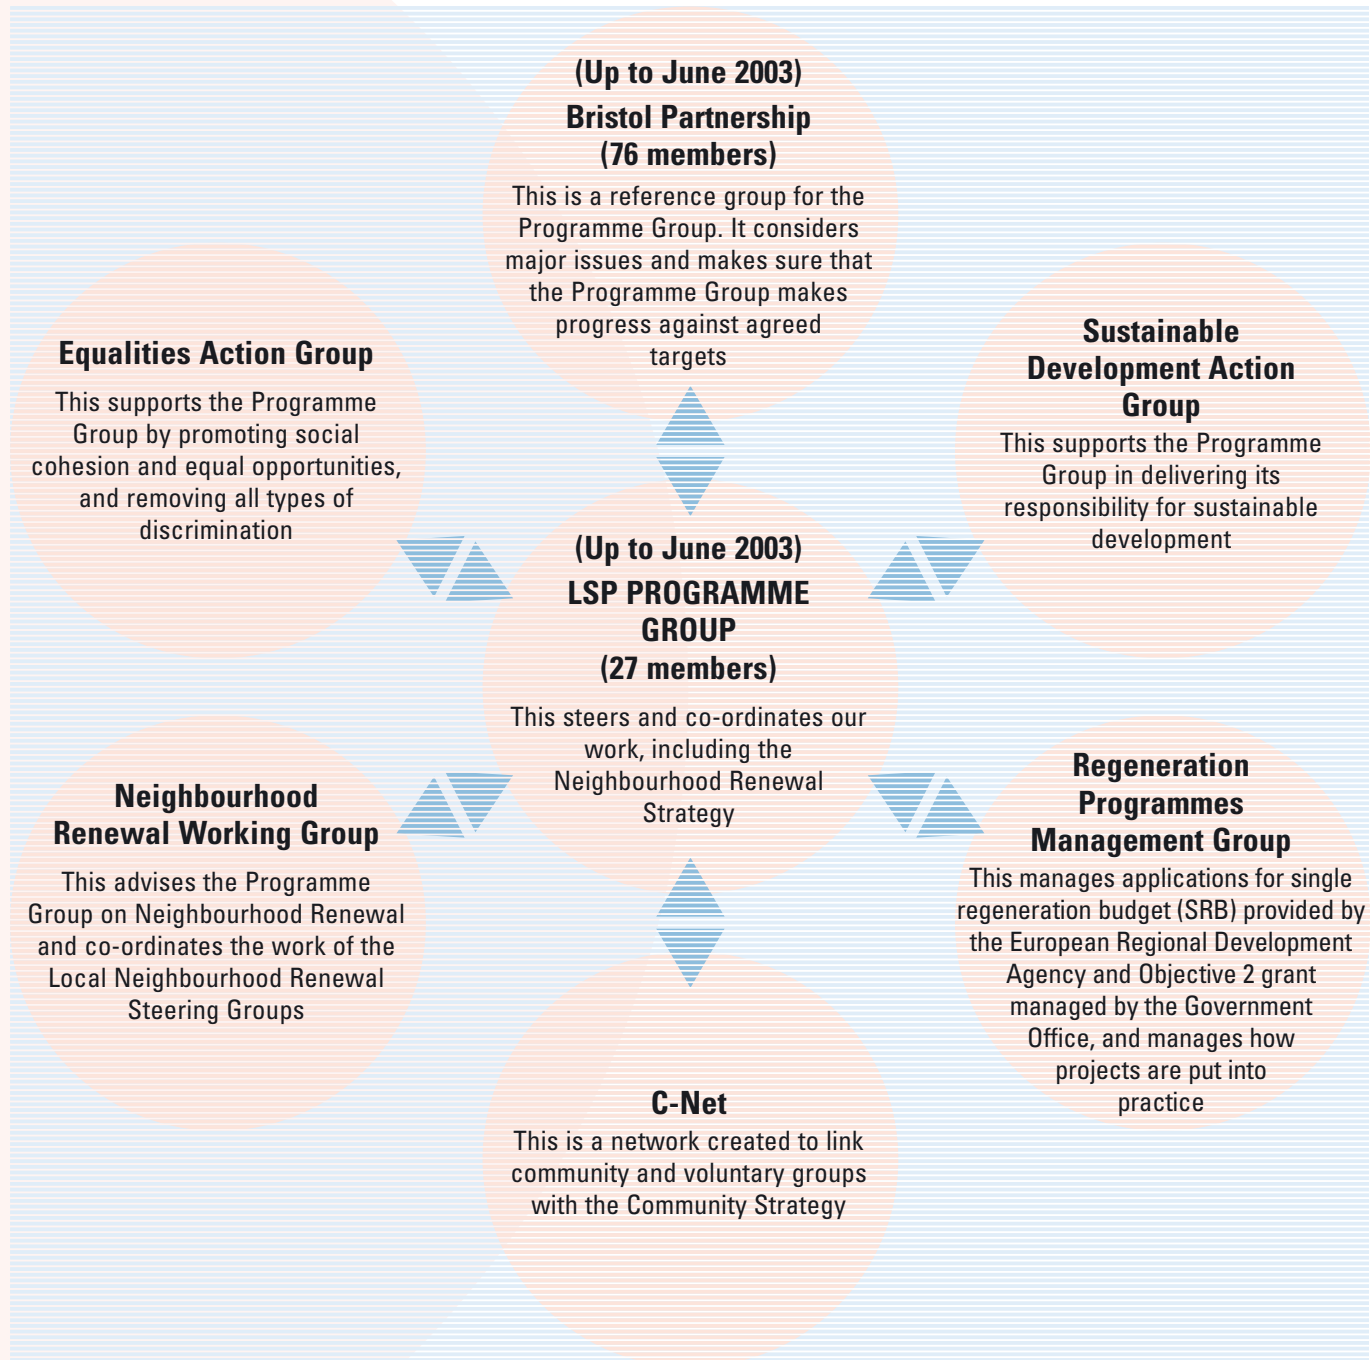 (Up to June 2003)
Bristol Partnership
(76 members)
This is a reference group for the
Programme Group. It considers
major issues and makes sure that
the Programme Group makes
progress against agreed
targets
Equalities Action Group
This supports the Programme
Group by promoting social
cohesion and equal opportunities,
and removing all types of
discrimination
Sustainable
Development Action
Group
This supports the Programme
Group in delivering its
responsibility for sustainable
development
(Up to June 2003)
LSP PROGRAMME
GROUP
(27 members)
This steers and co-ordinates our
work, including the
Neighbourhood Renewal
Strategy
Neighbourhood
Renewal Working Group
This advises the Programme
Group on Neighbourhood Renewal
and co-ordinates the work of the
Local Neighbourhood Renewal
Steering Groups
Regeneration
Programmes
Management Group
This manages applications for single
regeneration budget (SRB) provided by
the European Regional Development
Agency and Objective 2 grant
managed by the Government
Office, and manages how
projects are put into
practice
C-Net
This is a network created to link
community and voluntary groups
with the Community Strategy